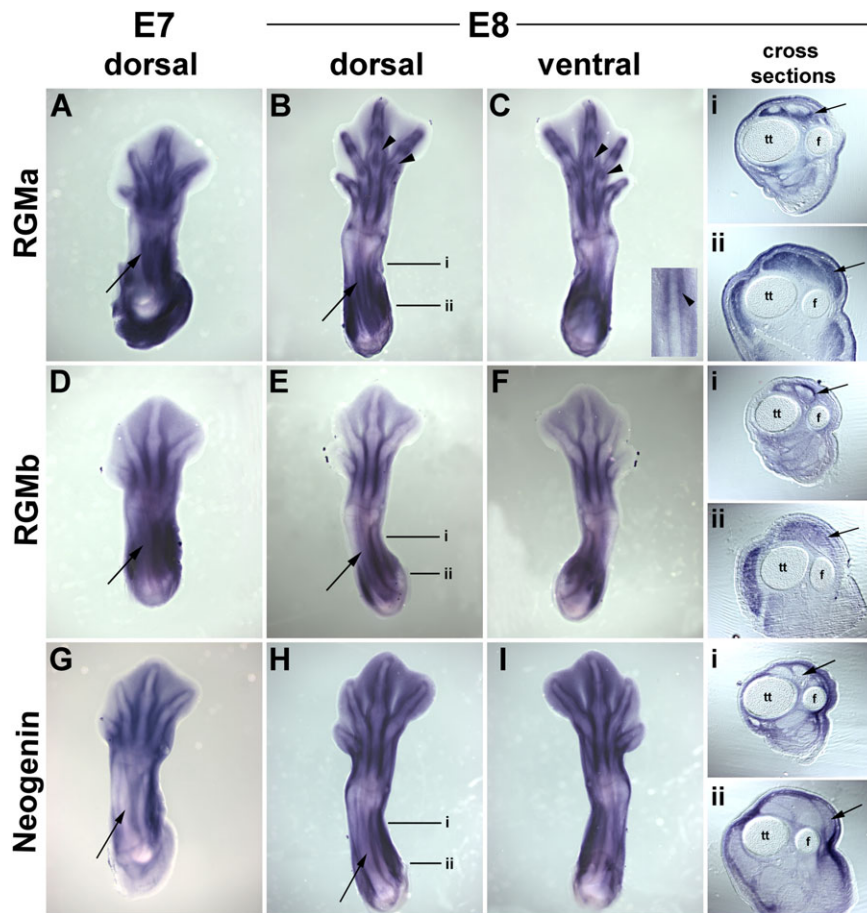 E7 E8
dorsal dorsal ventral cross sections
A B C i
tt f
RGMa
i
ii
ii
tt f
D E F i
tt f
RGMb
i
ii
ii
tt f
G H I i
tt f
Neogenin
i
ii
ii
tt f